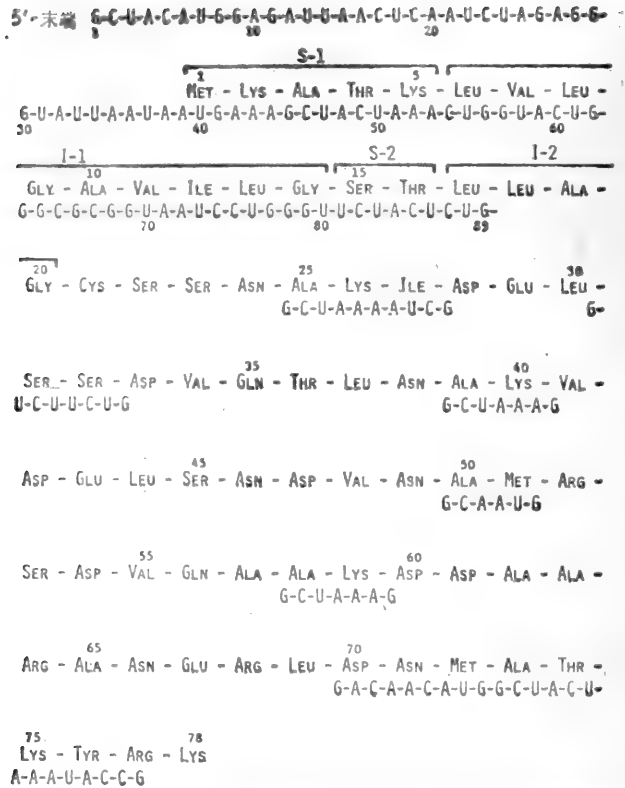 5'-末端 G-C-U-A-C-A-U-G-G-A-G-A-U-U-A-A-C-U-C-A-A-U-C-U-A-G-A-G-G-
10 20
S-1
1 5
MET - LYS - ALA - THR - LYS - LEU - VAL - LEU -
G-U-A-U-U-A-A-U-A-A-U-G-A-A-A-G-C-U-A-C-U-A-A-A-C-U-G-G-U-A-C-U-G-
30 40 50 60
I-1 S-2 I-2
10 15
GLY - ALA - VAL - ILE - LEU - GLY - SER - THR - LEU - LEU - ALA -
G-G-C-G-C-G-G-U-A-A-U-C-C-U-G-G-G-U-U-C-U-A-C-U-C-U-G-
70 80 89
20 25 30
GLY - CYS - SER - SER - ASN - ALA - LYS - ILE - ASP - GLU - LEU -
G-C-U-A-A-A-A-U-C-G G-
35 40
SER - SER - ASP - VAL - GLN - THR - LEU - ASN - ALA - LYS - VAL -
U-C-U-U-C-U-G G-C-U-A-A-A-G
45 50
ASP - GLU - LEU - SER - ASN - ASP - VAL - ASN - ALA - MET - ARG -
G-C-A-A-U-G
55 60
SER - ASP - VAL - GLN - ALA - ALA - LYS - ASP - ASP - ALA - ALA -
G-C-U-A-A-A-G
65 70
ARG - ALA - ASN - GLU - ARG - LEU - ASP - ASN - MET - ALA - THR -
G-A-C-A-A-C-A-U-G-G-C-U-A-C-U-
75 78
LYS - TYR - ARG - LYS
A-A-A-U-A-C-C-G